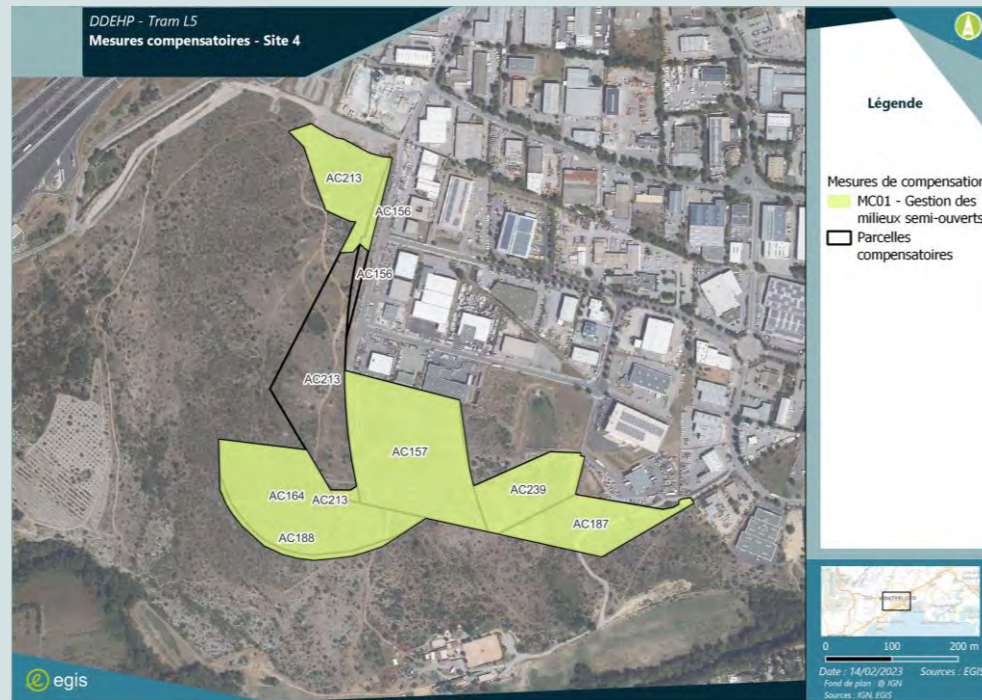 DDEHP - Tram L5
Mesures compensatoires - Site 4
AC213
AC156
AC156
AC213
AC157
AC164
AC213
AC239
AC187
AC188
Légende
Mesures de compensation
MC01 - Gestion des
milieux semi-ouverts
Parcelles
compensatoires
0 100 200 m
Date : 14/02/2023 Sources : EGIS
Fond de plan : @ IGN
Sources : IGN, EGIS
egis